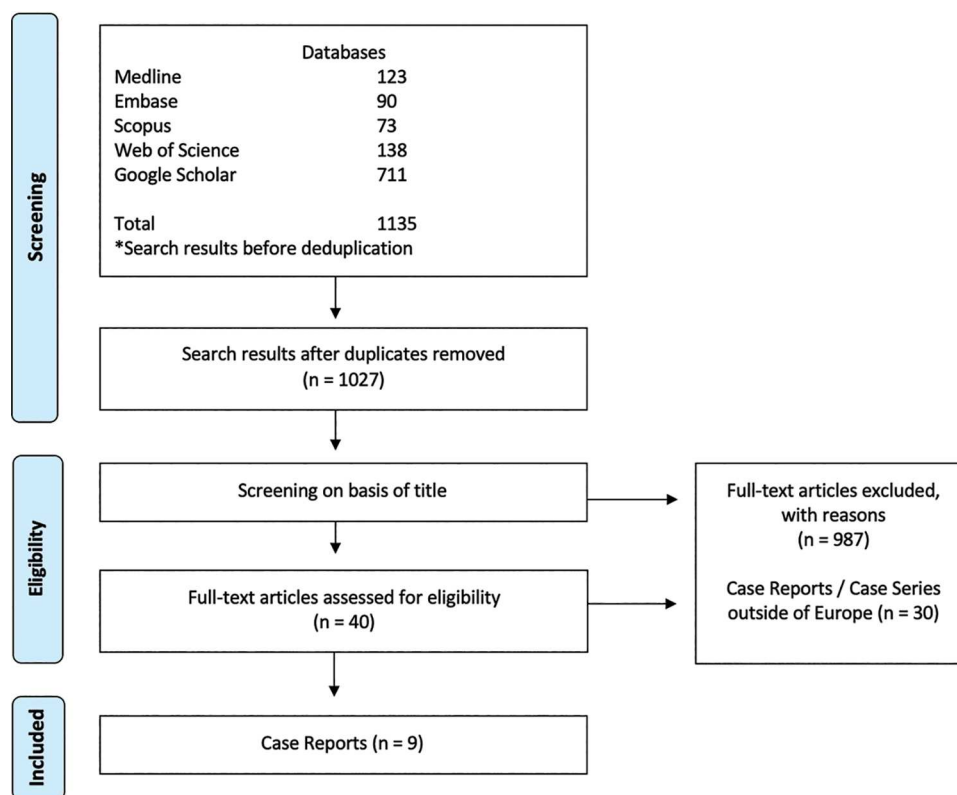 Screening
Databases
Medline 123
Embase 90
Scopus 73
Web of Science 138
Google Scholar 711
Total 1135
*Search results before deduplication
Search results after duplicates removed
(n = 1027)
Eligibility
Screening on basis of title
Full-text articles excluded,
with reasons
(n = 987)
Case Reports / Case Series
outside of Europe (n = 30)
Full-text articles assessed for eligibility
(n = 40)
Included
Case Reports (n = 9)